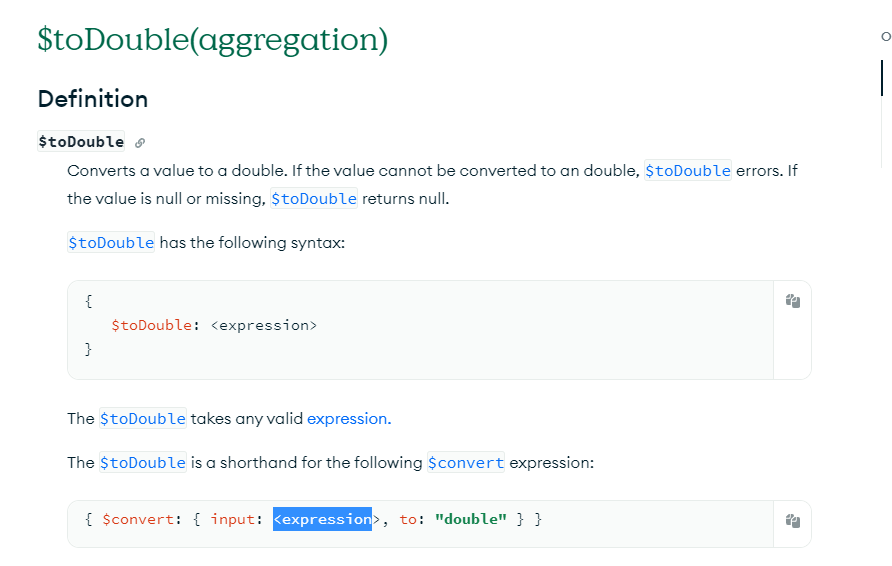 $toDouble(aggregation)
Definition
$toDouble
Converts a value to a double. If the value cannot be converted to an double, $toDouble errors. If
the value is null or missing, $toDouble returns null.
$toDouble has the following syntax:
{
$toDouble: <expression>
}
The $toDouble takes any valid expression.
The $toDouble is a shorthand for the following $convert expression:
{ $convert: { input: <expression>, to: "double" } }